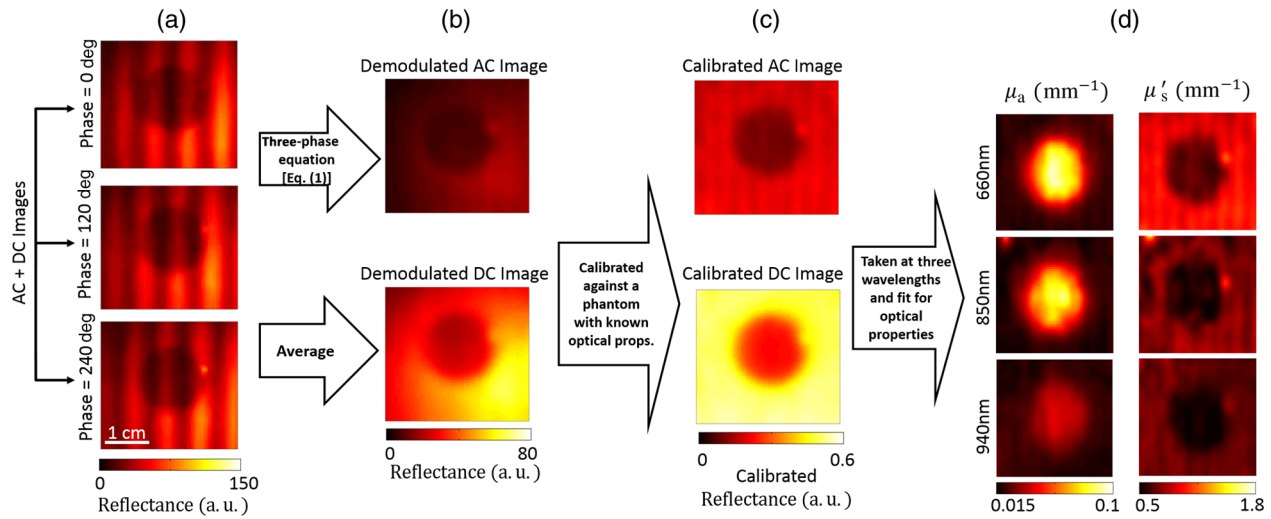 (a)
(b)
(c)
(d)
AC + DC Images
Phase = 0 deg
Phase = 120 deg
Phase = 240 deg
1 cm
0
150
Reflectance (a. u.)
Three-phase
equation
[Eq. (1)]
Average
Demodulated AC Image
Demodulated DC Image
0
80
Reflectance (a. u.)
Calibrated
against a
phantom
with known
optical props.
Calibrated AC Image
Calibrated DC Image
0
0.6
Calibrated
Reflectance (a. u.)
Taken at three
wavelengths
and fit for
optical
properties
μa (mm⁻¹)
μ′s (mm⁻¹)
660nm
850nm
940nm
0.015
0.1
0.5
1.8